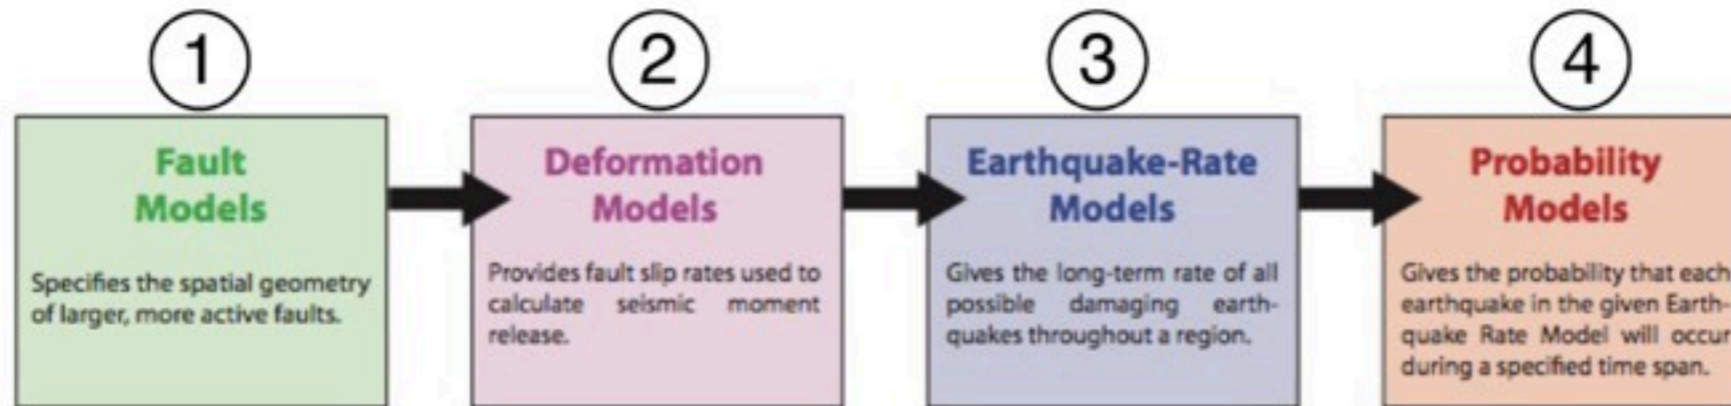 1
2
3
4
Fault
Models
Specifies the spatial geometry
of larger, more active faults.
Deformation
Models
Provides fault slip rates used to
calculate seismic moment
release.
Earthquake-Rate
Models
Gives the long-term rate of all
possible damaging earth-
quakes throughout a region.
Probability
Models
Gives the probability that each
earthquake in the given Earth-
quake Rate Model will occur
during a specified time span.